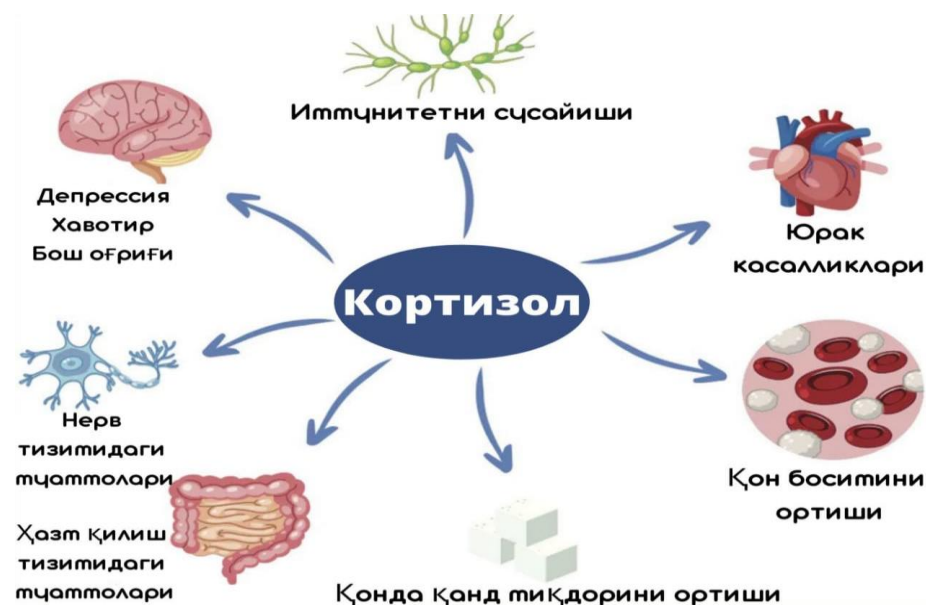 Иммунитетни сусайиши
Депрессия
Хавотир
Бош оғриғи
Юрак
касалликлари
Кортизол
Нерв
тизимидаги
муаммолари
Қон босимини
ортиши
Ҳазм қилиш
тизимидаги
муаммолари
Қонда қанд миқдорини ортиши